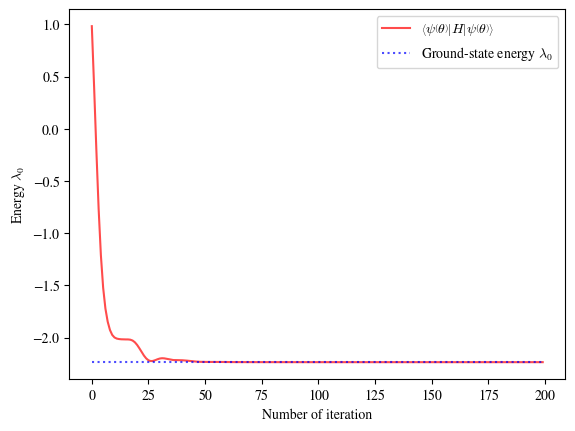 ⟨ψ(θ)|H|ψ(θ)⟩
Ground-state energy λ₀
1.0
0.5
0.0
−0.5
−1.0
−1.5
−2.0
Energy λ₀
0 25 50 75 100 125 150 175 200
Number of iteration